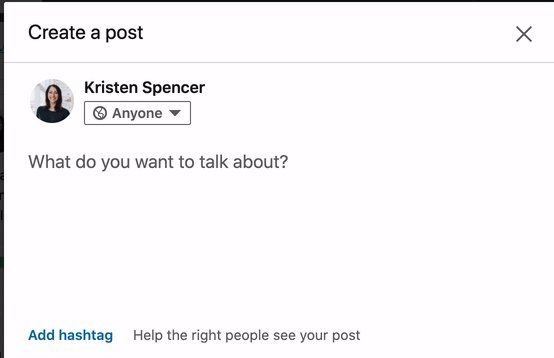 Create a post
Kristen Spencer
Anyone
What do you want to talk about?
Add hashtag Help the right people see your post